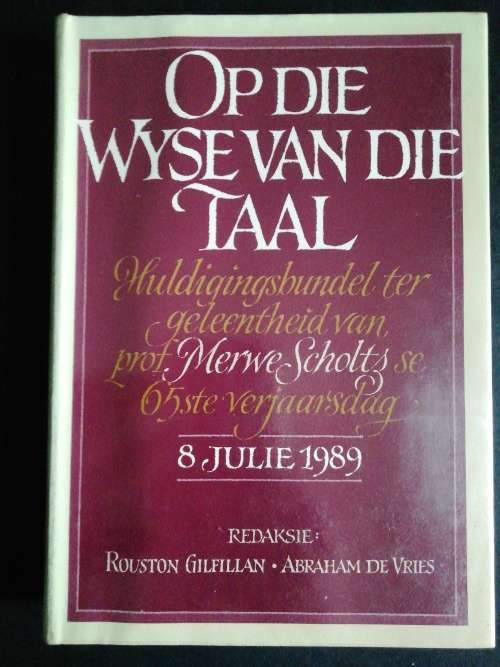 OP DIE
WYSE VAN DIE
TAAL
Huldigingsbundel ter
geleentheid van
prof. Merwe Scholtz se
65ste verjaarsdag
8 JULIE 1989
REDAKSIE:
ROUSTON GILFILLAN • ABRAHAM DE VRIES